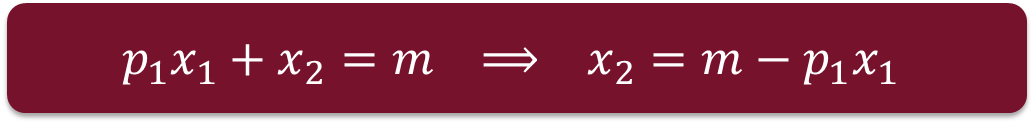 𝑝₁𝑥₁ + 𝑥₂ = 𝑚 ⟹ 𝑥₂ = 𝑚 − 𝑝₁𝑥₁